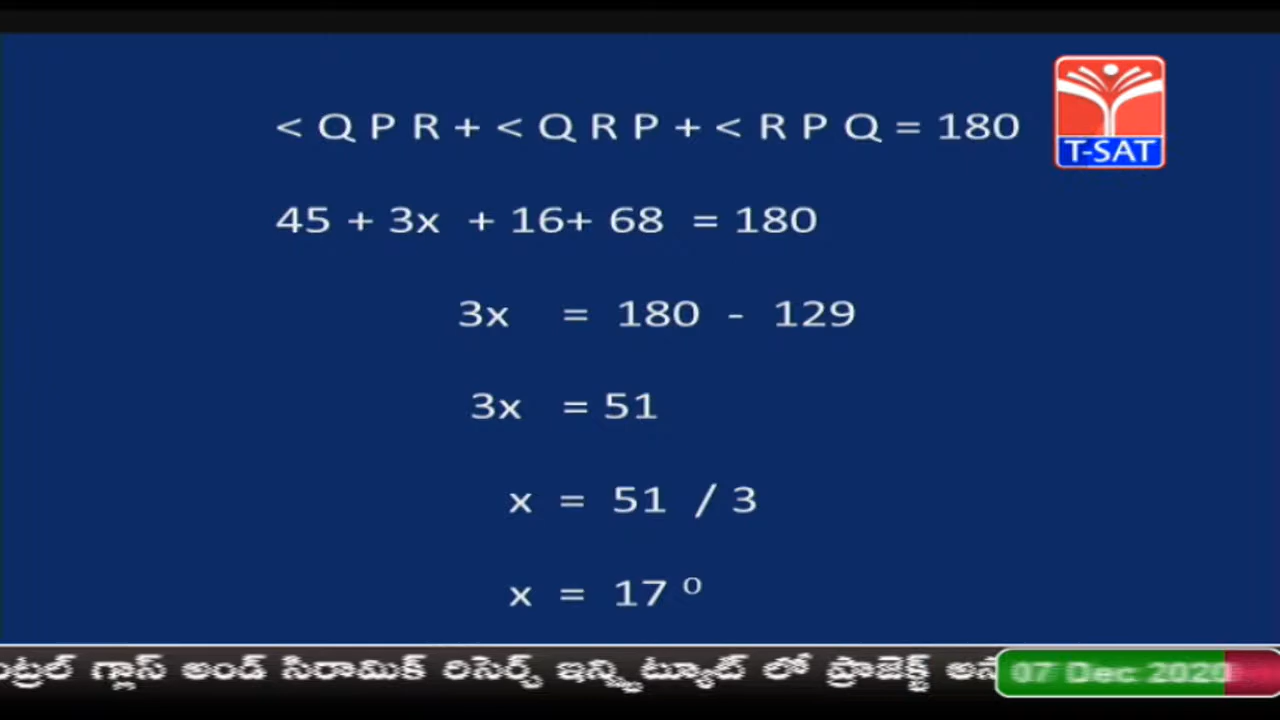 < Q P R + < Q R P + < R P Q = 180
T-SAT
45 + 3x + 16+ 68 = 180
3x = 180 - 129
3x = 51
x = 51 / 3
x = 17 ⁰
గ్లాస్ అండ్ సిరామిక్ రిసెర్చ్ ఇన్స్టిట్యూట్ లో ప్రాజెక్ట్
07 Dec 2020